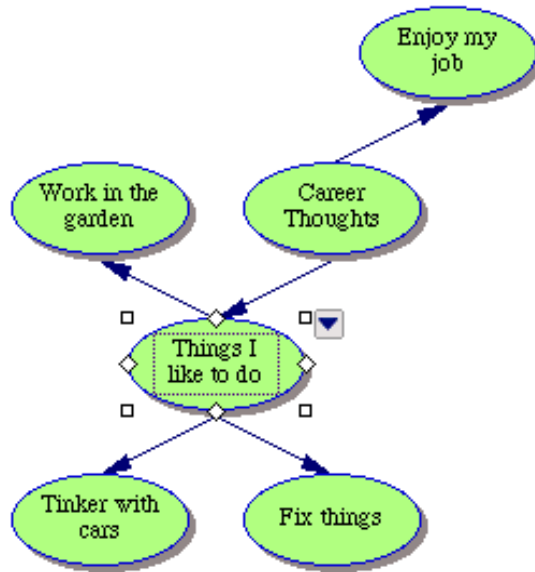 Enjoy my
job
Work in the
garden
Career
Thoughts
Things I
like to do
Tinker with
cars
Fix things